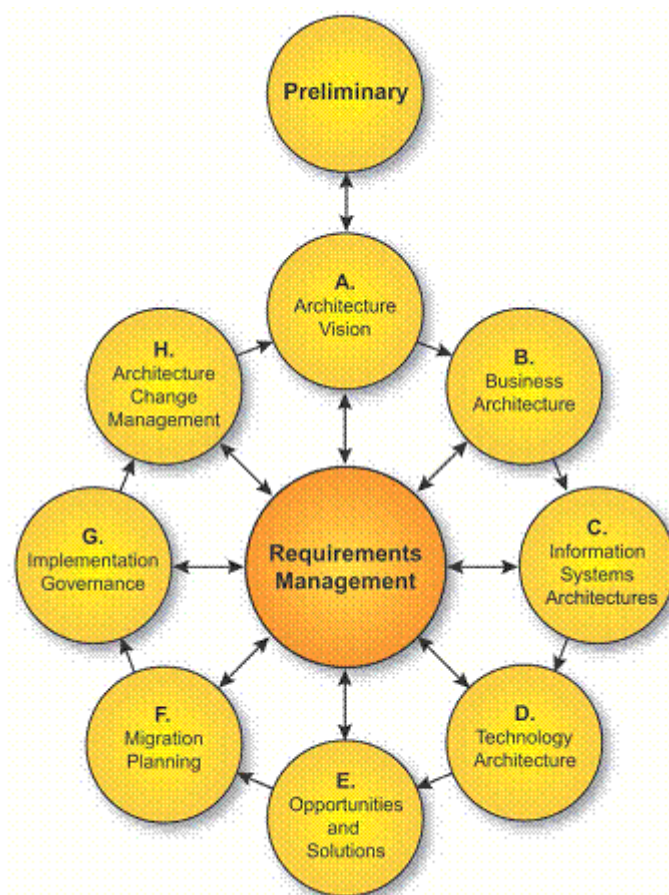 Preliminary
A.
Architecture
Vision
B.
Business
Architecture
C.
Information
Systems
Architectures
D.
Technology
Architecture
E.
Opportunities
and
Solutions
F.
Migration
Planning
G.
Implementation
Governance
H.
Architecture
Change
Management
Requirements
Management